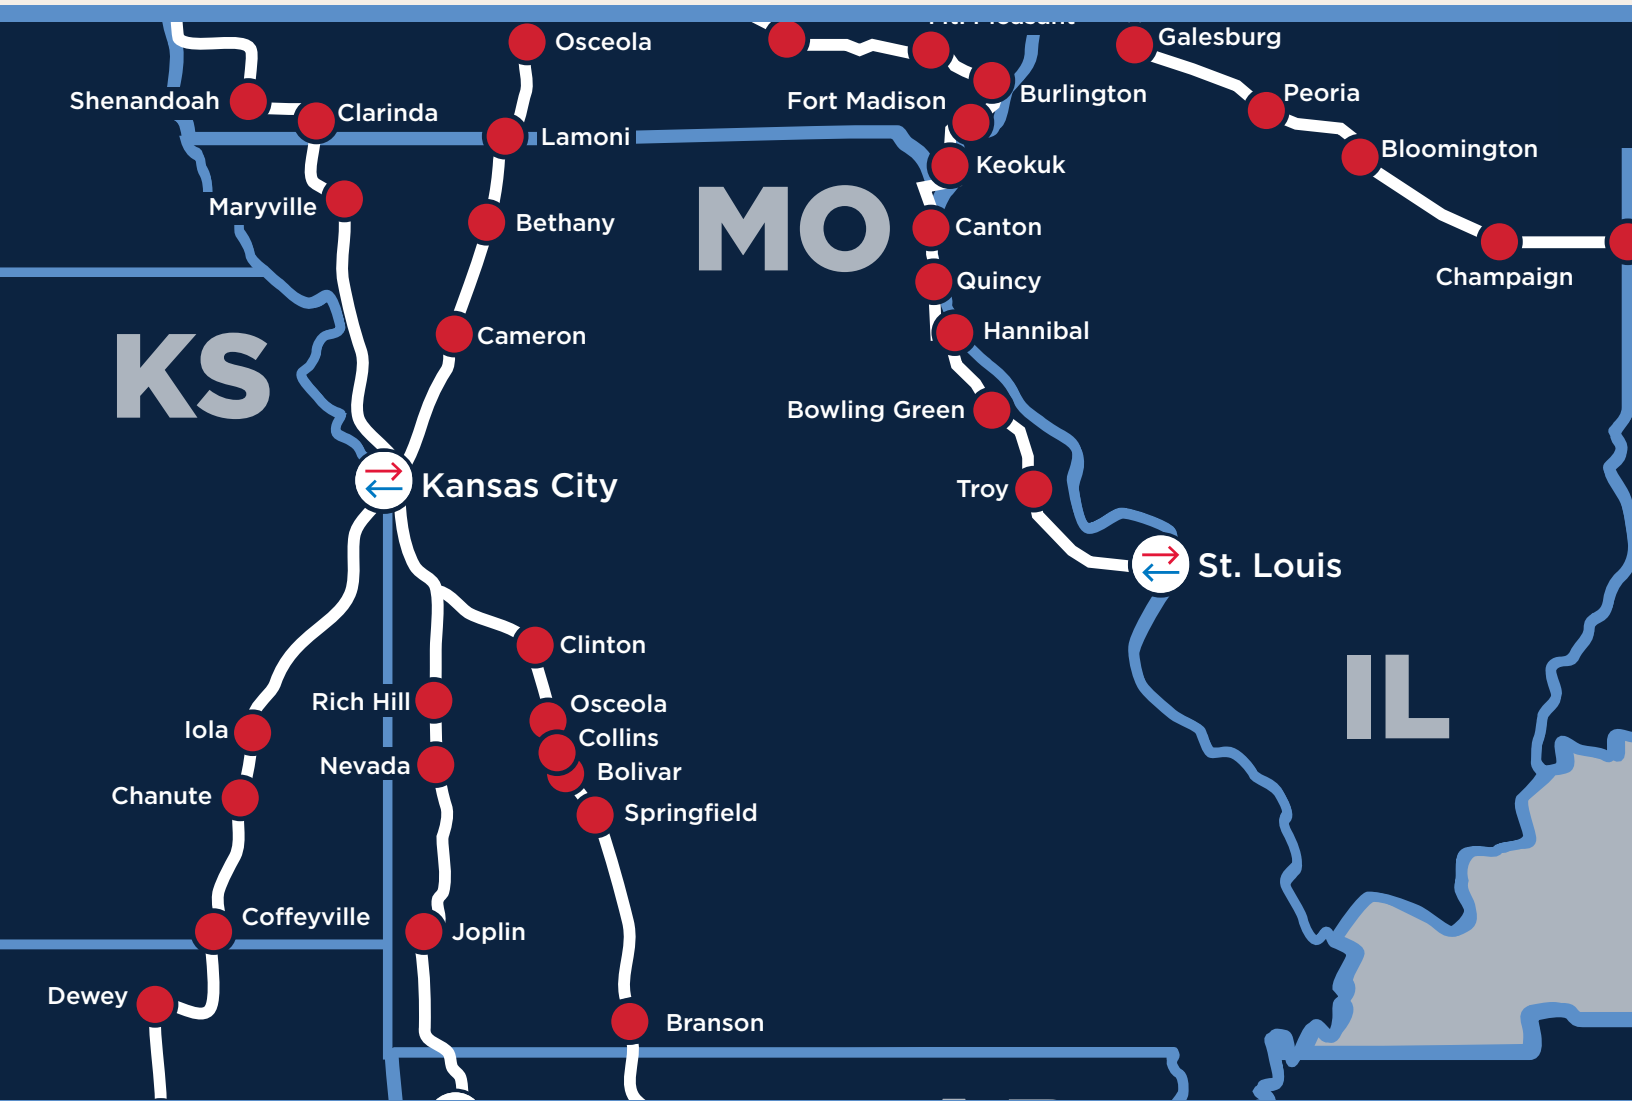 Osceola
Galesburg
Shenandoah
Clarinda
Fort Madison
Burlington
Peoria
Lamoni
Bloomington
Keokuk
Maryville
Bethany
MO
Canton
Champaign
Quincy
Cameron
Hannibal
KS
Bowling Green
Kansas City
Troy
St. Louis
Clinton
Rich Hill
Osceola
IL
Iola
Collins
Nevada
Bolivar
Chanute
Springfield
Coffeyville
Joplin
Dewey
Branson